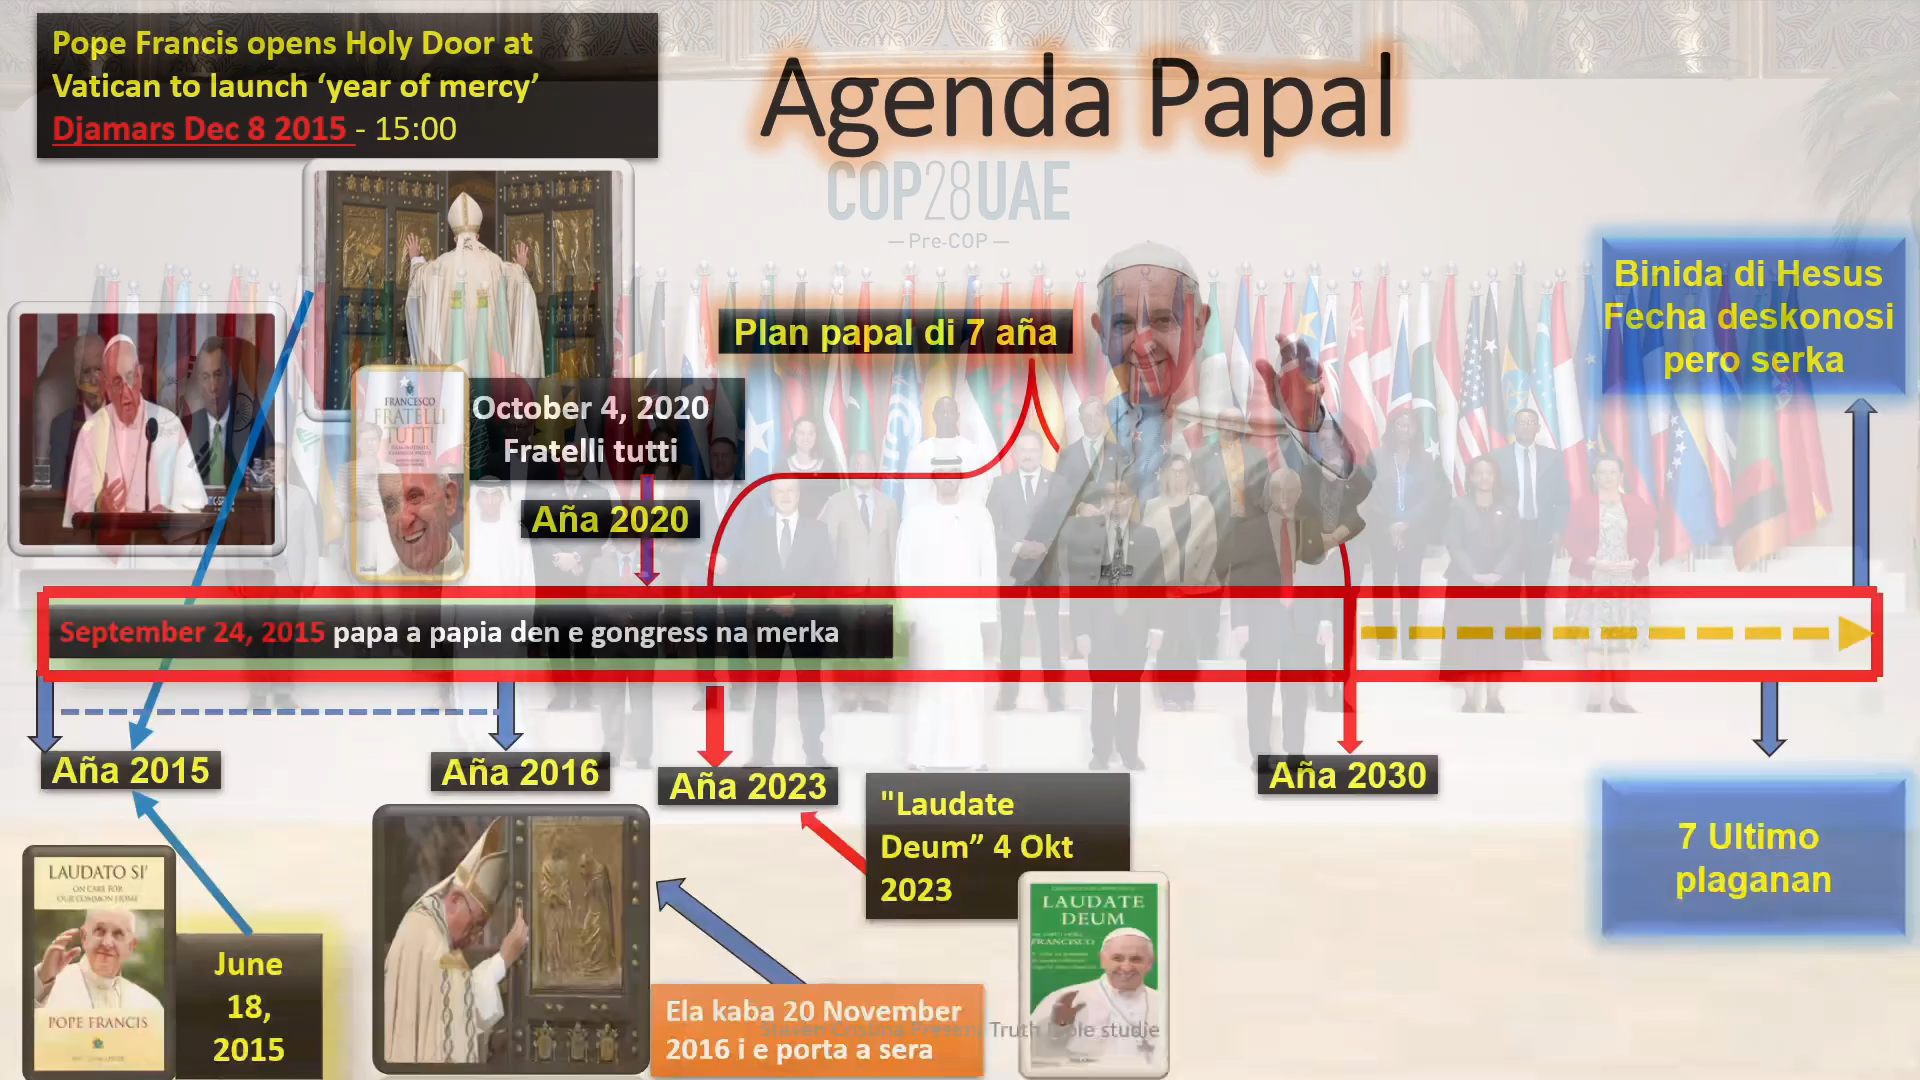 Pope Francis opens Holy Door at
Vatican to launch ‘year of mercy’
Djamars Dec 8 2015 - 15:00
Agenda Papal
COP28UAE
Pre-COP
Binida di Hesus
Fecha deskonosi
pero serka
Plan papal di 7 aña
FRANCESCO
FRATELLI
TUTTI
October 4, 2020
Fratelli tutti
Aña 2020
September 24, 2015 papa a papia den e gongress na merka
Aña 2015
Aña 2016
Aña 2023
Aña 2030
"Laudate
Deum” 4 Okt
2023
7 Ultimo
plaganan
LAUDATO SI’
ON CARE FOR
OUR COMMON HOME
POPE FRANCIS
June
18,
2015
LAUDATE
DEUM
FRANCISCO
Ela kaba 20 November
2016 i e porta a sera
Truth Bible studie